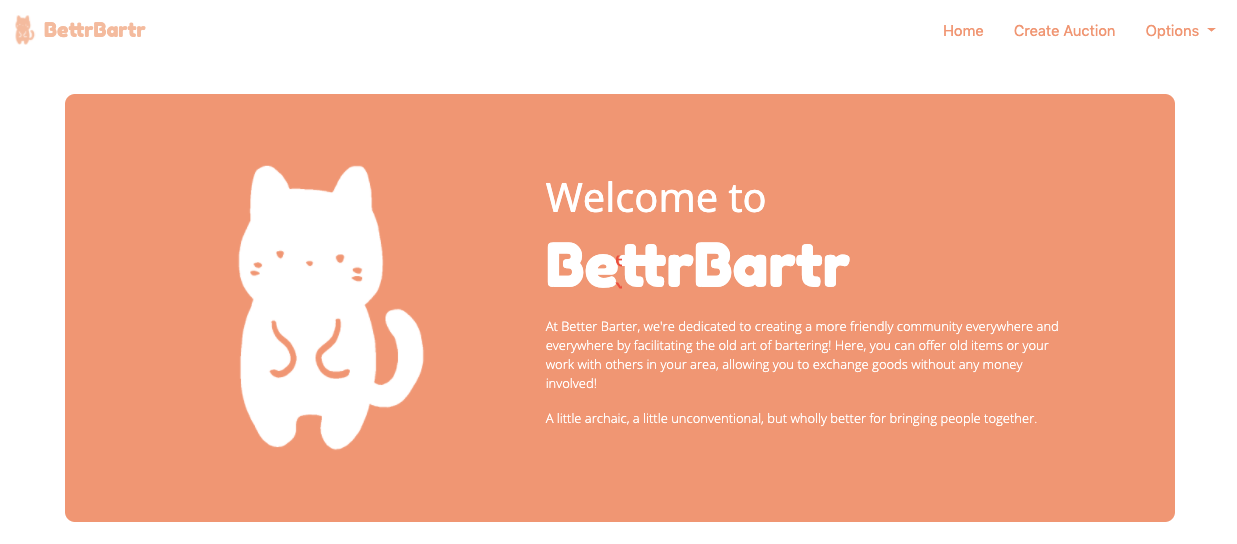 BettrBartr
Home
Create Auction
Options
Welcome to
BettrBartr
At Better Barter, we're dedicated to creating a more friendly community everywhere and
everywhere by facilitating the old art of bartering! Here, you can offer old items or your
work with others in your area, allowing you to exchange goods without any money
involved!
A little archaic, a little unconventional, but wholly better for bringing people together.